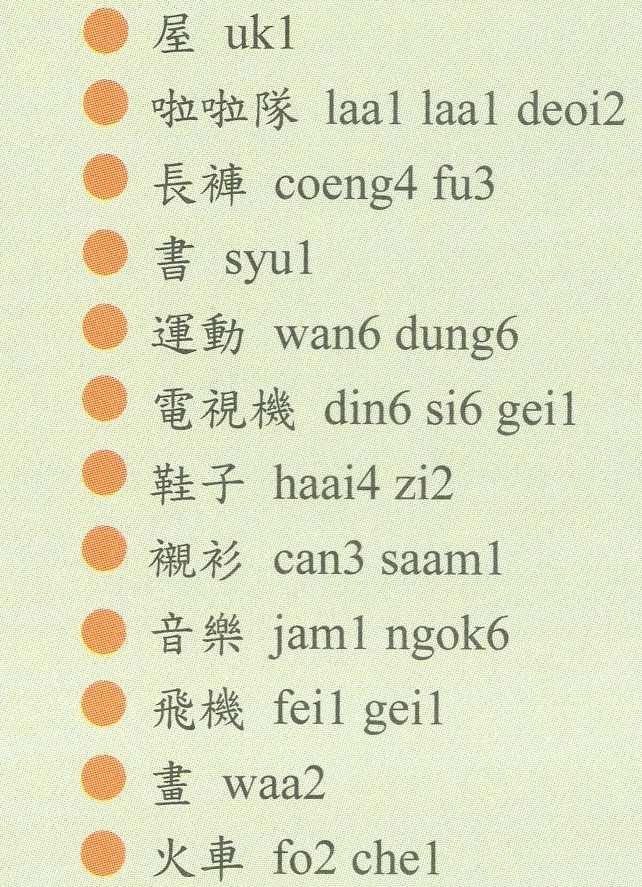 屋 uk1
啦啦隊 laa1 laa1 deoi2
長褲 coeng4 fu3
書 syu1
運動 wan6 dung6
電視機 din6 si6 gei1
鞋子 haai4 zi2
襯衫 can3 saam1
音樂 jam1 ngok6
飛機 fei1 gei1
畫 waa2
火車 fo2 che1